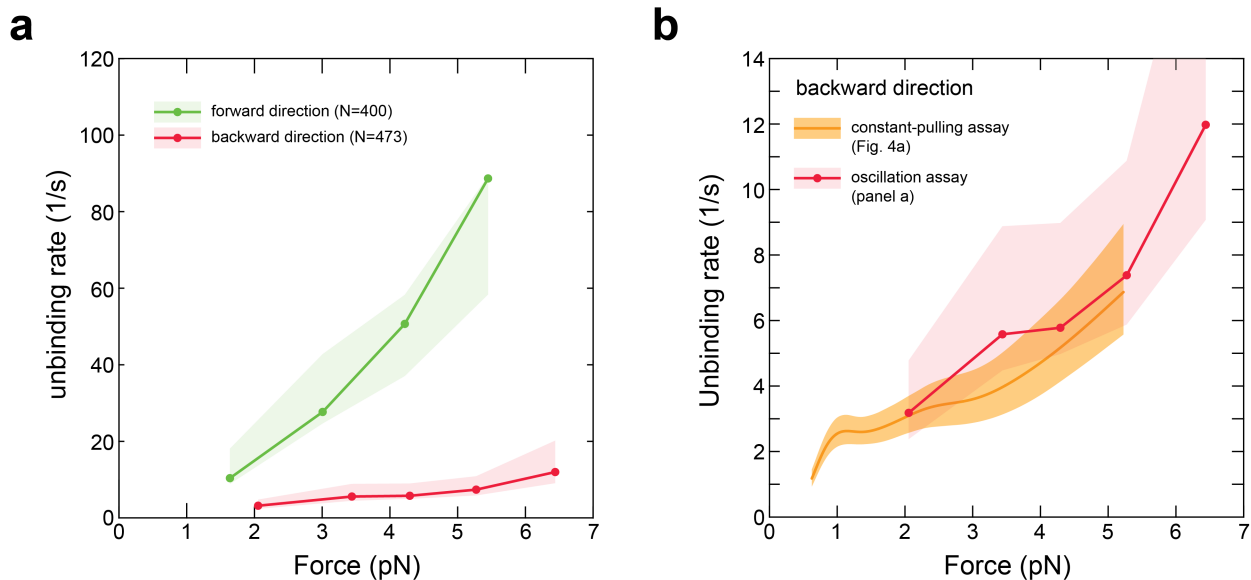 a
120
100
80
60
40
20
0
unbinding rate (1/s)
forward direction (N=400)
backward direction (N=473)
0 1 2 3 4 5 6 7
Force (pN)
b
14
12
10
8
6
4
2
0
Unbinding rate (1/s)
backward direction
constant-pulling assay
(Fig. 4a)
oscillation assay
(panel a)
0 1 2 3 4 5 6 7
Force (pN)